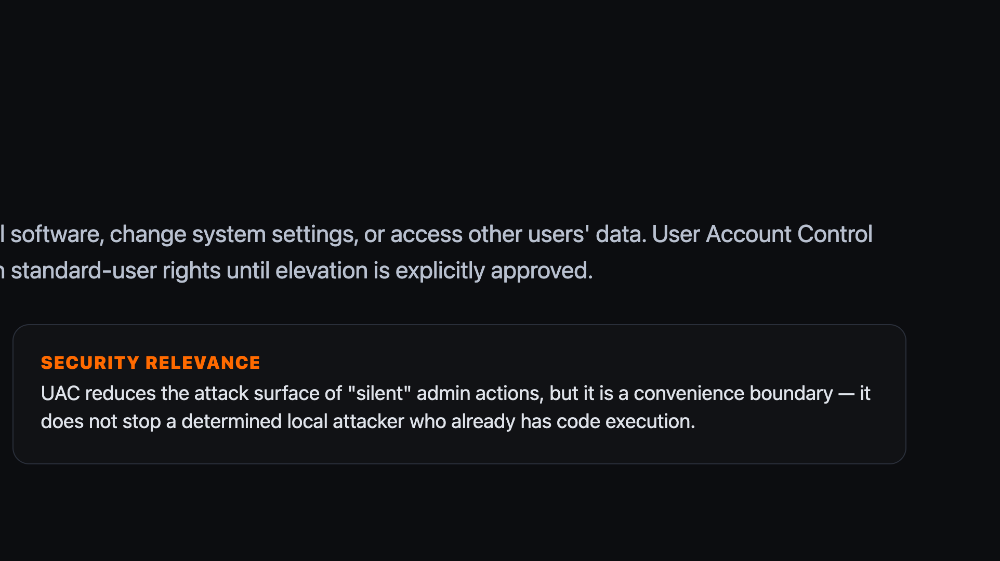 software, change system settings, or access other users' data. User Account Control
standard-user rights until elevation is explicitly approved.
SECURITY RELEVANCE
UAC reduces the attack surface of "silent" admin actions, but it is a convenience boundary — it
does not stop a determined local attacker who already has code execution.